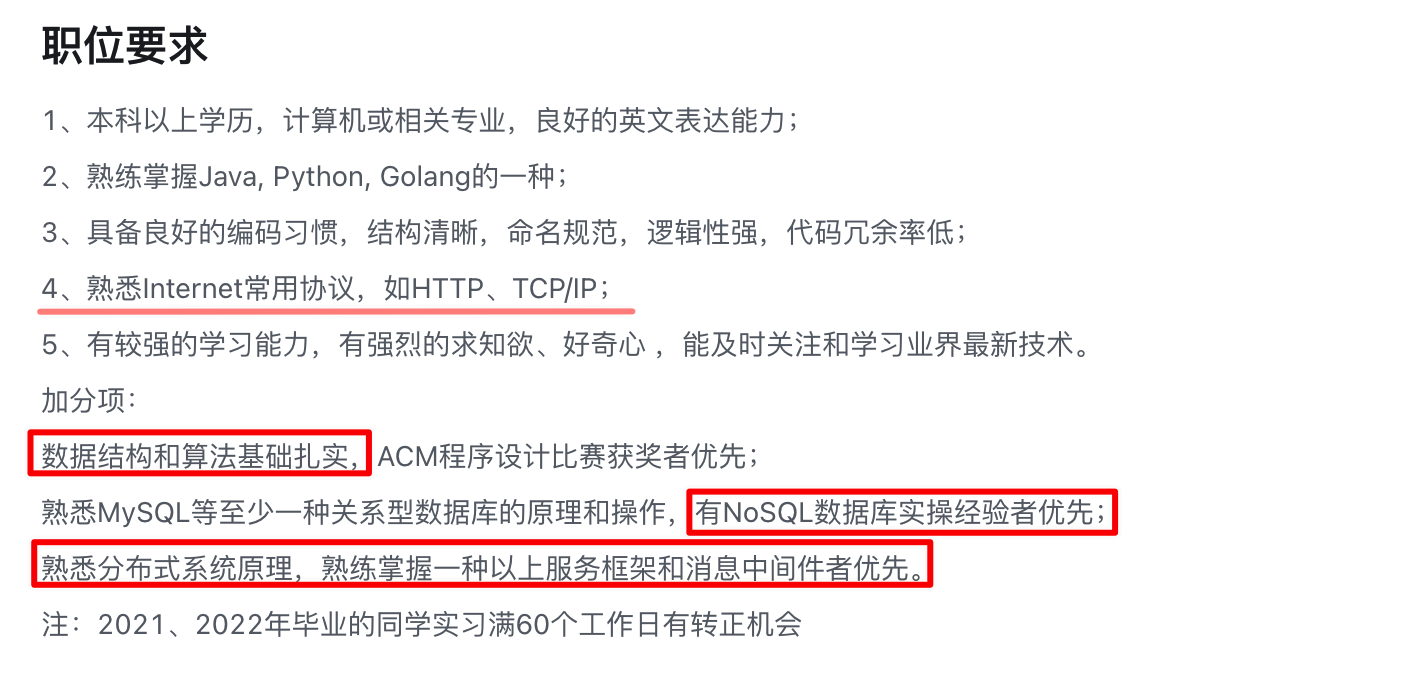 职位要求
1、本科以上学历，计算机或相关专业，良好的英文表达能力；
2、熟练掌握Java, Python, Golang的一种；
3、具备良好的编码习惯，结构清晰，命名规范，逻辑性强，代码冗余率低；
4、熟悉Internet常用协议，如HTTP、TCP/IP；
5、有较强的学习能力，有强烈的求知欲、好奇心 ，能及时关注和学习业界最新技术。
加分项：
数据结构和算法基础扎实，ACM程序设计比赛获奖者优先；
熟悉MySQL等至少一种关系型数据库的原理和操作，有NoSQL数据库实操经验者优先；
熟悉分布式系统原理，熟练掌握一种以上服务框架和消息中间件者优先。
注：2021、2022年毕业的同学实习满60个工作日有转正机会